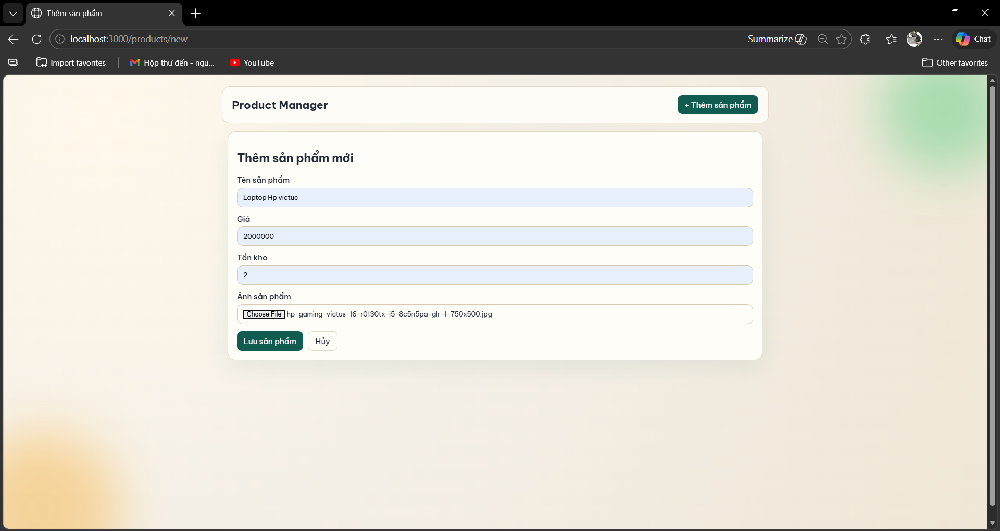 Thêm sản phẩm
localhost:3000/products/new
Summarize
Chat
Import favorites
Hộp thư đến - ngu...
YouTube
Other favorites
Product Manager
+ Thêm sản phẩm
Thêm sản phẩm mới
Tên sản phẩm
Laptop Hp victuc
Giá
2000000
Tồn kho
2
Ảnh sản phẩm
Choose File hp-gaming-victus-16-r0130tx-i5-8c5n5pa-glr-1-750x500.jpg
Lưu sản phẩm
Hủy